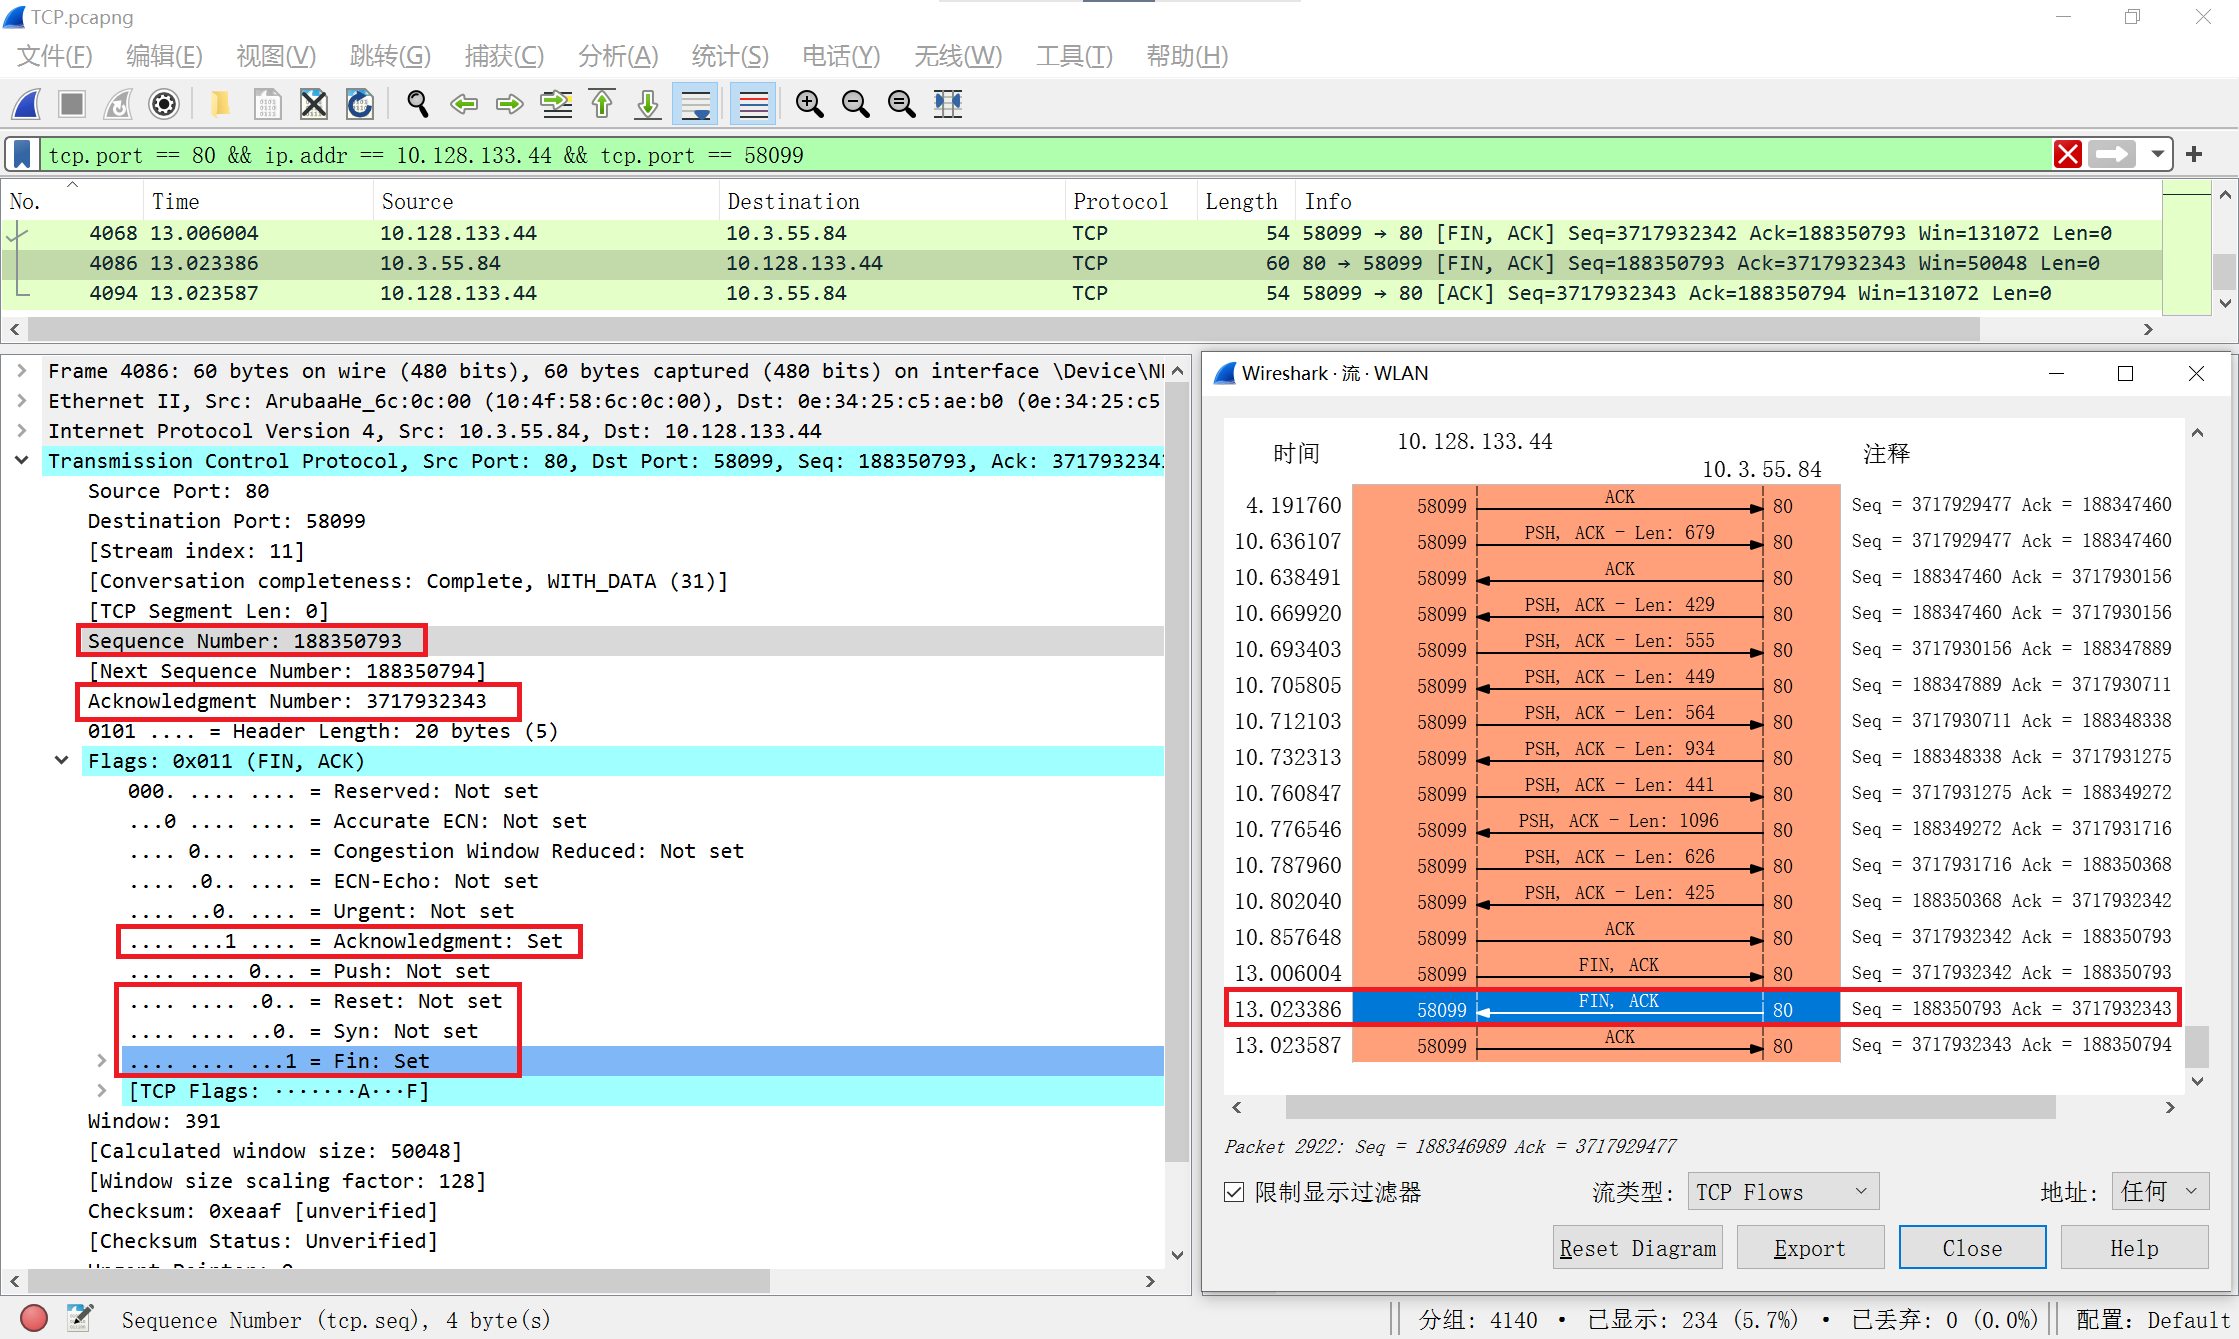 TCP.pcapng
文件(F) 编辑(E) 视图(V) 跳转(G) 捕获(C) 分析(A) 统计(S) 电话(Y) 无线(W) 工具(T) 帮助(H)
tcp.port == 80 && ip.addr == 10.128.133.44 && tcp.port == 58099
No. Time Source Destination Protocol Length Info
4068 13.006004 10.128.133.44 10.3.55.84 TCP 54 58099 → 80 [FIN, ACK] Seq=3717932342 Ack=188350793 Win=131072 Len=0
4086 13.023386 10.3.55.84 10.128.133.44 TCP 60 80 → 58099 [FIN, ACK] Seq=188350793 Ack=3717932343 Win=50048 Len=0
4094 13.023587 10.128.133.44 10.3.55.84 TCP 54 58099 → 80 [ACK] Seq=3717932343 Ack=188350794 Win=131072 Len=0
Frame 4086: 60 bytes on wire (480 bits), 60 bytes captured (480 bits) on interface \Device\N
Ethernet II, Src: ArubaaHe_6c:0c:00 (10:4f:58:6c:0c:00), Dst: 0e:34:25:c5:ae:b0 (0e:34:25:c5
Internet Protocol Version 4, Src: 10.3.55.84, Dst: 10.128.133.44
Transmission Control Protocol, Src Port: 80, Dst Port: 58099, Seq: 188350793, Ack: 371793234
Source Port: 80
Destination Port: 58099
[Stream index: 11]
[Conversation completeness: Complete, WITH_DATA (31)]
[TCP Segment Len: 0]
Sequence Number: 188350793
[Next Sequence Number: 188350794]
Acknowledgment Number: 3717932343
0101 .... = Header Length: 20 bytes (5)
Flags: 0x011 (FIN, ACK)
000. .... .... = Reserved: Not set
...0 .... .... = Accurate ECN: Not set
.... 0... .... = Congestion Window Reduced: Not set
.... .0.. .... = ECN-Echo: Not set
.... ..0. .... = Urgent: Not set
.... ...1 .... = Acknowledgment: Set
.... .... 0... = Push: Not set
.... .... .0.. = Reset: Not set
.... .... ..0. = Syn: Not set
.... .... ...1 = Fin: Set
[TCP Flags: ·······A···F]
Window: 391
[Calculated window size: 50048]
[Window size scaling factor: 128]
Checksum: 0xeaaf [unverified]
[Checksum Status: Unverified]
Wireshark · 流 · WLAN
时间 10.128.133.44 10.3.55.84 注释
4.191760 58099 ACK 80 Seq = 3717929477 Ack = 188347460
10.636107 58099 PSH, ACK - Len: 679 80 Seq = 3717929477 Ack = 188347460
10.638491 58099 ACK 80 Seq = 188347460 Ack = 3717930156
10.669920 58099 PSH, ACK - Len: 429 80 Seq = 188347460 Ack = 3717930156
10.693403 58099 PSH, ACK - Len: 555 80 Seq = 3717930156 Ack = 188347889
10.705805 58099 PSH, ACK - Len: 449 80 Seq = 188347889 Ack = 3717930711
10.712103 58099 PSH, ACK - Len: 564 80 Seq = 3717930711 Ack = 188348338
10.732313 58099 PSH, ACK - Len: 934 80 Seq = 188348338 Ack = 3717931275
10.760847 58099 PSH, ACK - Len: 441 80 Seq = 3717931275 Ack = 188349272
10.776546 58099 PSH, ACK - Len: 1096 80 Seq = 188349272 Ack = 3717931716
10.787960 58099 PSH, ACK - Len: 626 80 Seq = 3717931716 Ack = 188350368
10.802040 58099 PSH, ACK - Len: 425 80 Seq = 188350368 Ack = 3717932342
10.857648 58099 ACK 80 Seq = 3717932342 Ack = 188350793
13.006004 58099 FIN, ACK 80 Seq = 3717932342 Ack = 188350793
13.023386 58099 FIN, ACK 80 Seq = 188350793 Ack = 3717932343
13.023587 58099 ACK 80 Seq = 3717932343 Ack = 188350794
Packet 2922: Seq = 188346989 Ack = 3717929477
限制显示过滤器 流类型: TCP Flows 地址: 任何
Reset Diagram Export Close Help
Sequence Number (tcp.seq), 4 byte(s) 分组: 4140 · 已显示: 234 (5.7%) · 已丢弃: 0 (0.0%) 配置: Default